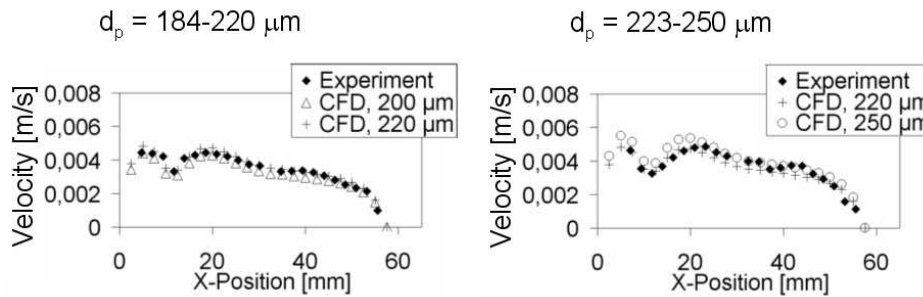 d_p = 184-220 μm
d_p = 223-250 μm
Velocity [m/s]
0,008
0,006
0,004
0,002
0
Experiment
CFD, 200 μm
CFD, 220 μm
0 20 40 60
X-Position [mm]
Velocity [m/s]
0,008
0,006
0,004
0,002
0
Experiment
CFD, 220 μm
CFD, 250 μm
0 20 40 60
X-Position [mm]